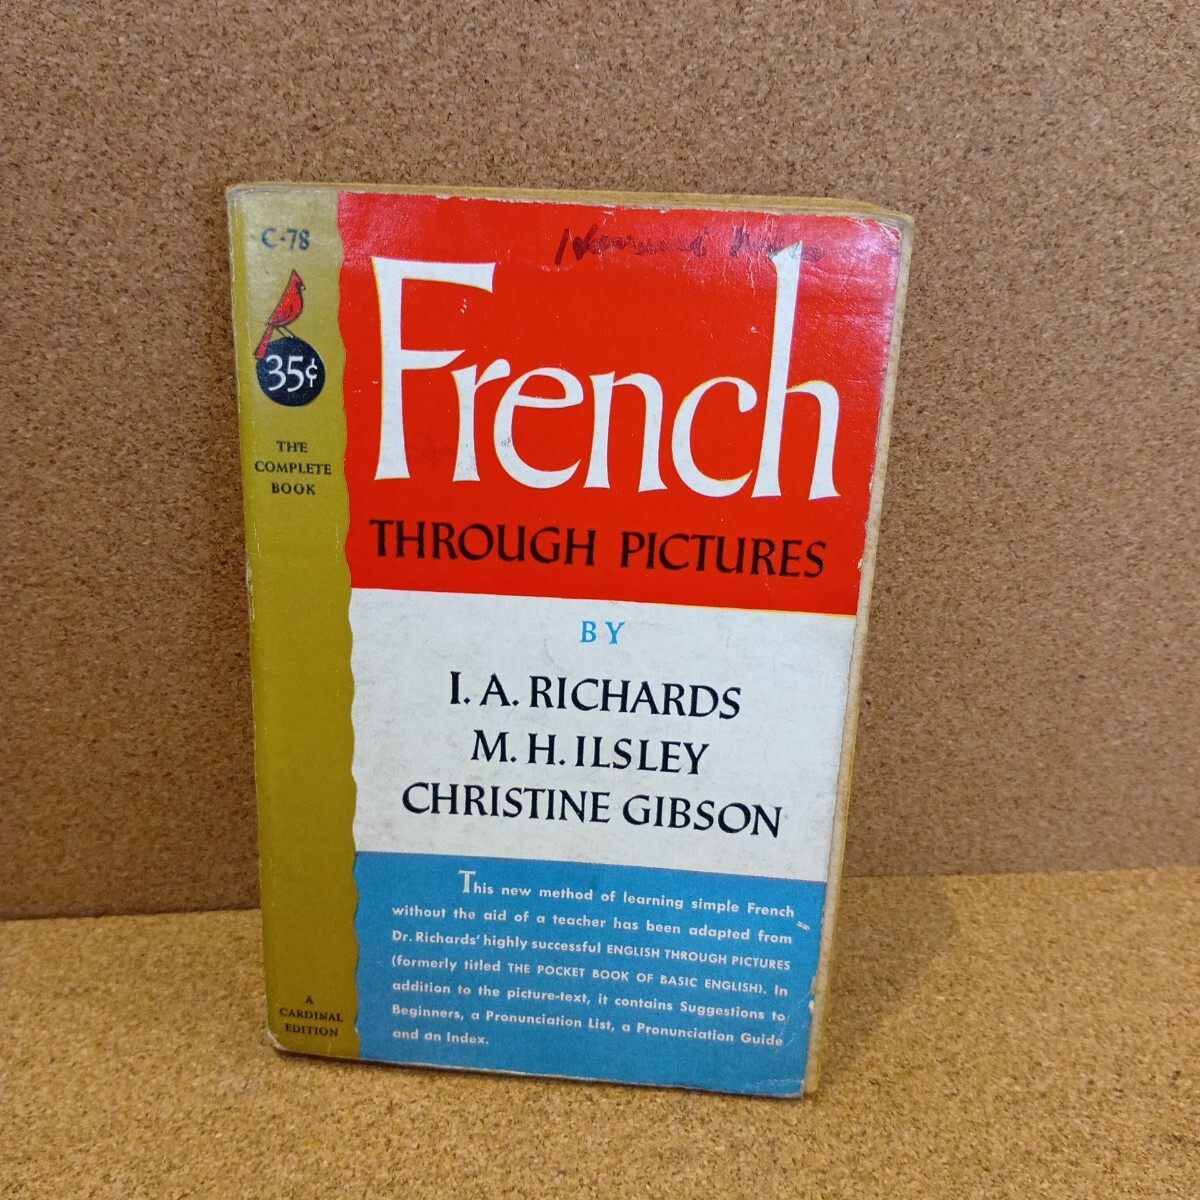 C-78
35¢
THE
COMPLETE
BOOK
French
THROUGH PICTURES
BY
I. A. RICHARDS
M. H. ILSLEY
CHRISTINE GIBSON
This new method of learning simple French
without the aid of a teacher has been adapted from
Dr. Richards' highly successful ENGLISH THROUGH PICTURES
(formerly titled THE POCKET BOOK OF BASIC ENGLISH). In
addition to the picture-text, it contains Suggestions to
Beginners, a Pronunciation List, a Pronunciation Guide
and an Index.
A
CARDINAL
EDITION